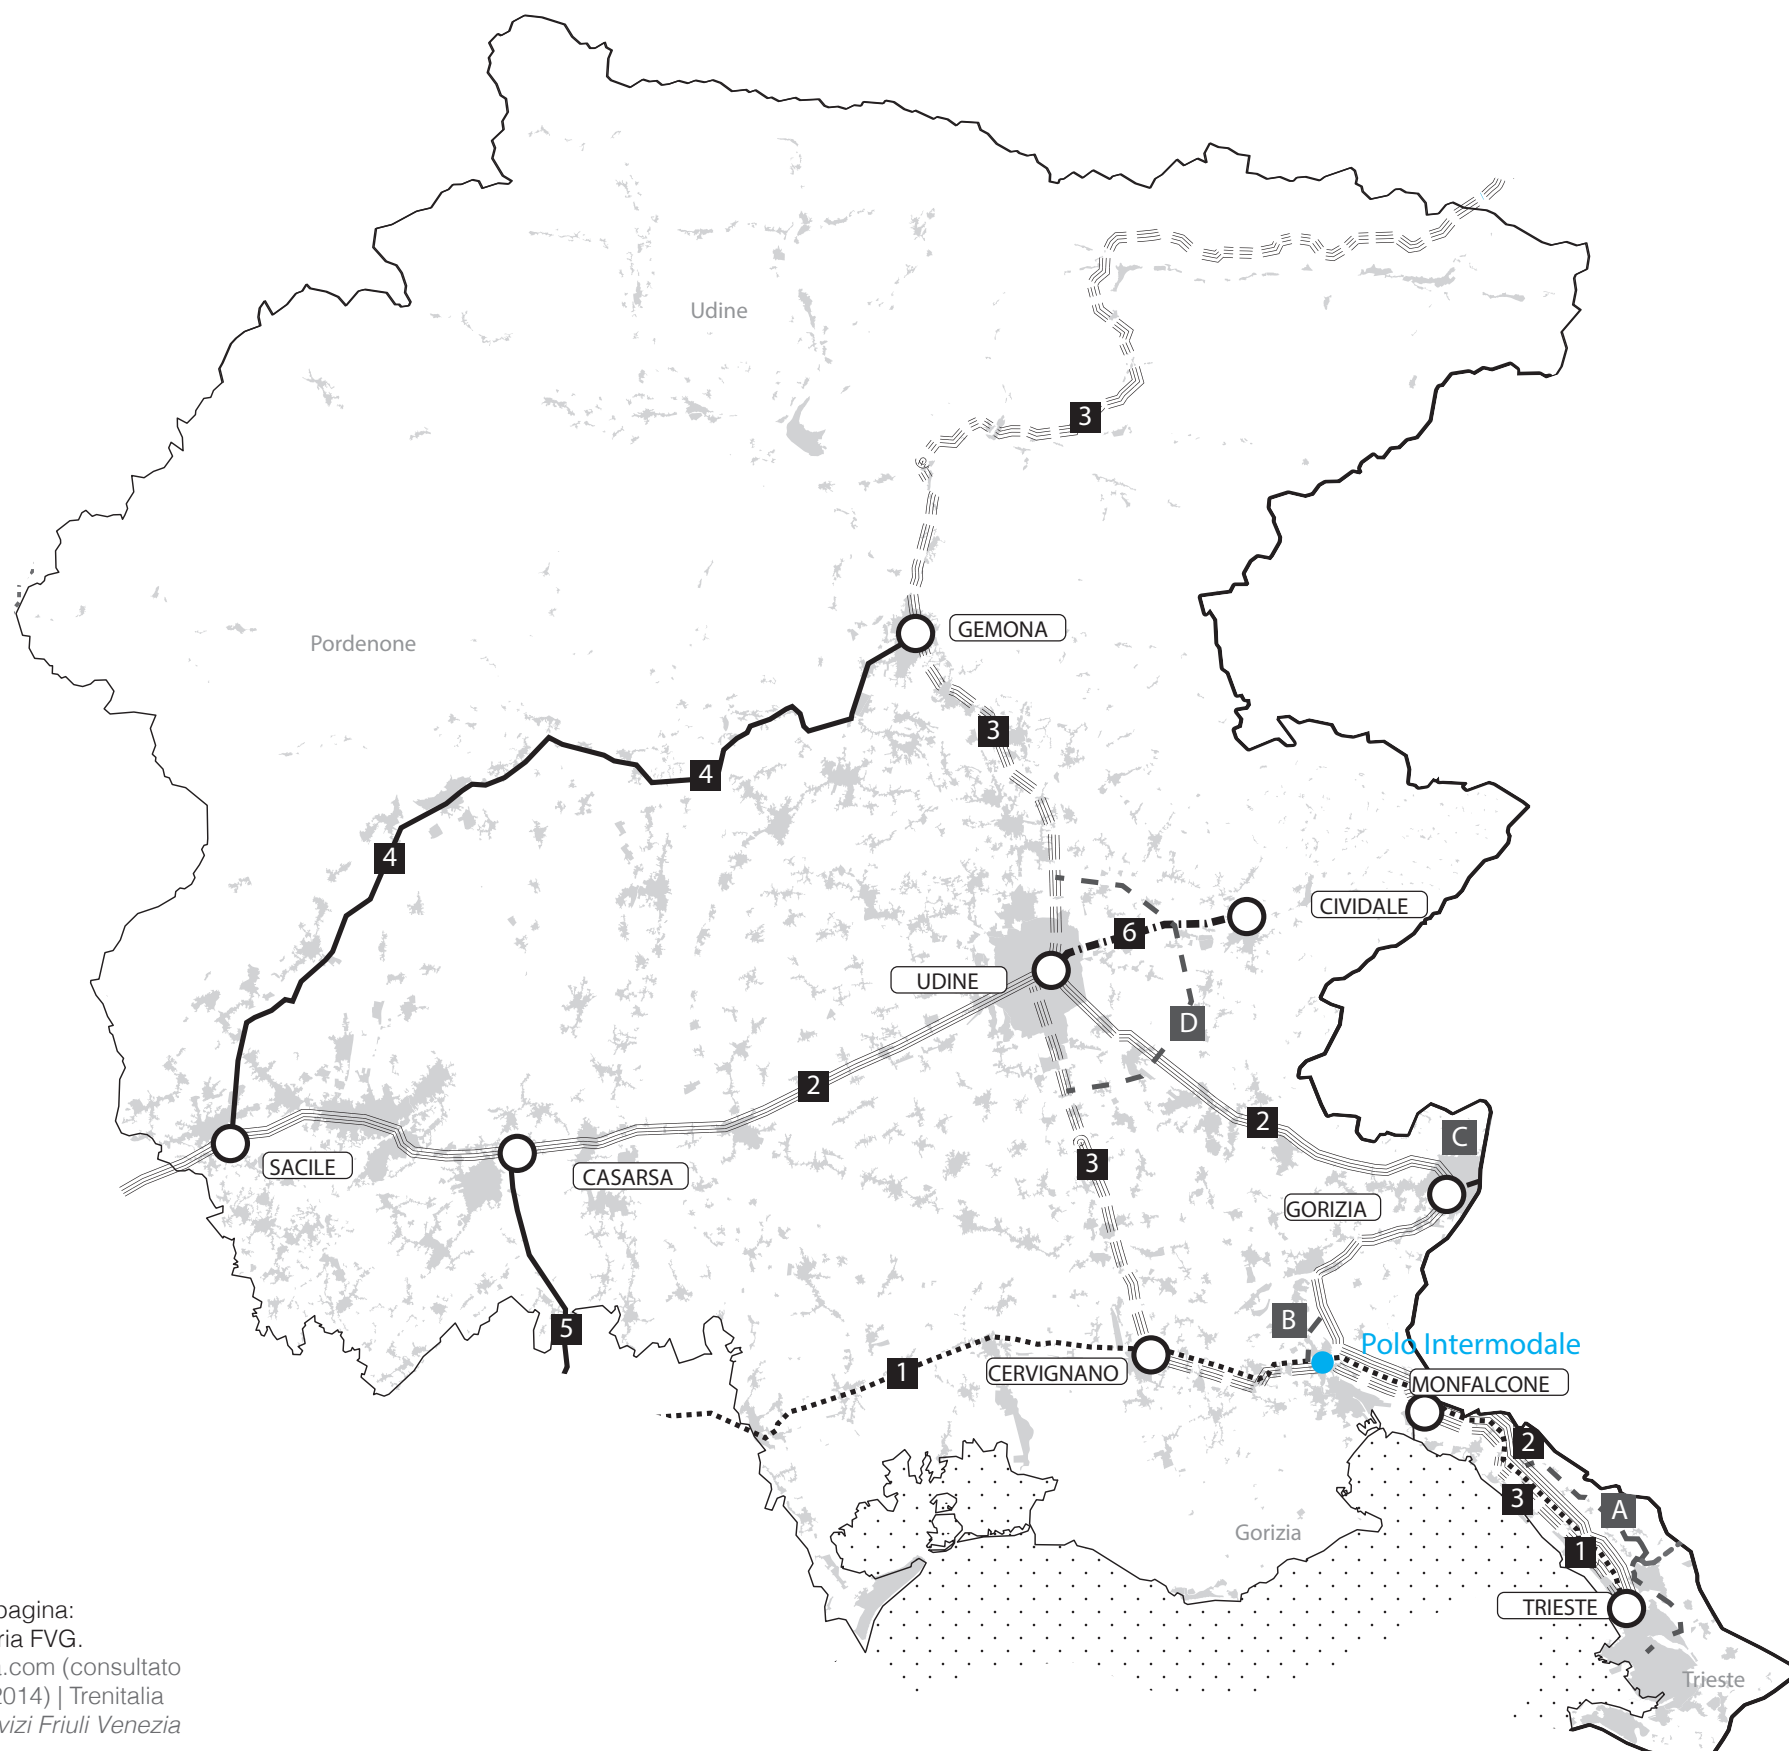 Udine
3
Pordenone
GEMONA
3
4
4
CIVIDALE
6
UDINE
D
2
2
C
SACILE
CASARSA
3
GORIZIA
B
5
Polo Intermodale
1
CERVIGNANO
MONFALCONE
2
3
A
Gorizia
1
TRIESTE
Trieste
pagina:
ria FVG.
a.com (consultato
2014) | Trenitalia
vizi Friuli Venezia